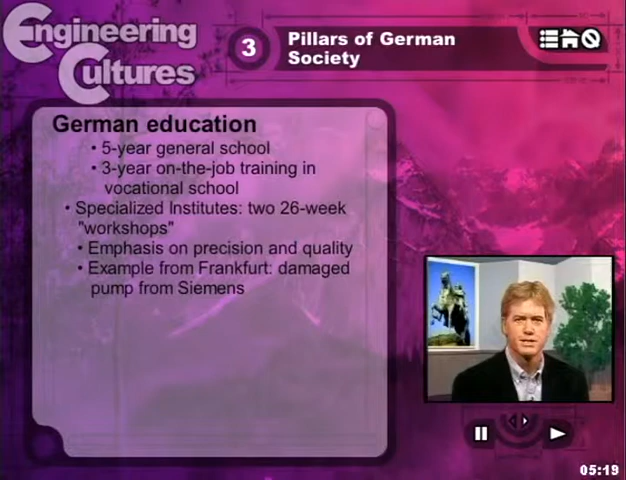 Engineering
Cultures
3
Pillars of German
Society
German education
• 5-year general school
• 3-year on-the-job training in
vocational school
• Specialized Institutes: two 26-week
"workshops"
• Emphasis on precision and quality
• Example from Frankfurt: damaged
pump from Siemens
05:19